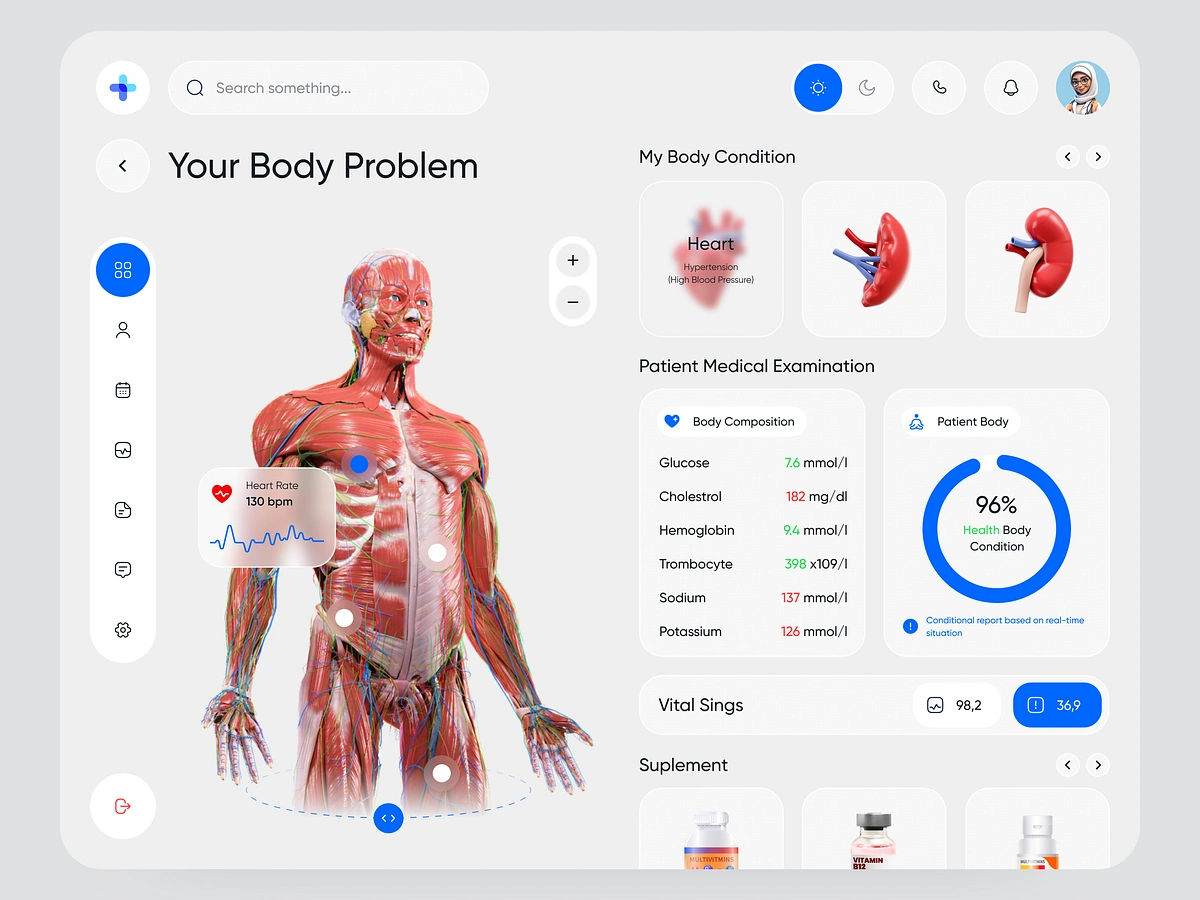 Search something...
Your Body Problem
Heart Rate
130 bpm
My Body Condition
Heart
Hypertension
(High Blood Pressure)
Patient Medical Examination
Body Composition
Glucose 7.6 mmol/l
Cholestrol 182 mg/dl
Hemoglobin 9.4 mmol/l
Trombocyte 398 x109/l
Sodium 137 mmol/l
Potassium 126 mmol/l
Patient Body
96%
Health Body
Condition
Conditional report based on real-time
situation
Vital Sings
98,2
36,9
Suplement
MULTIVITMINS
VITAMIN
B12